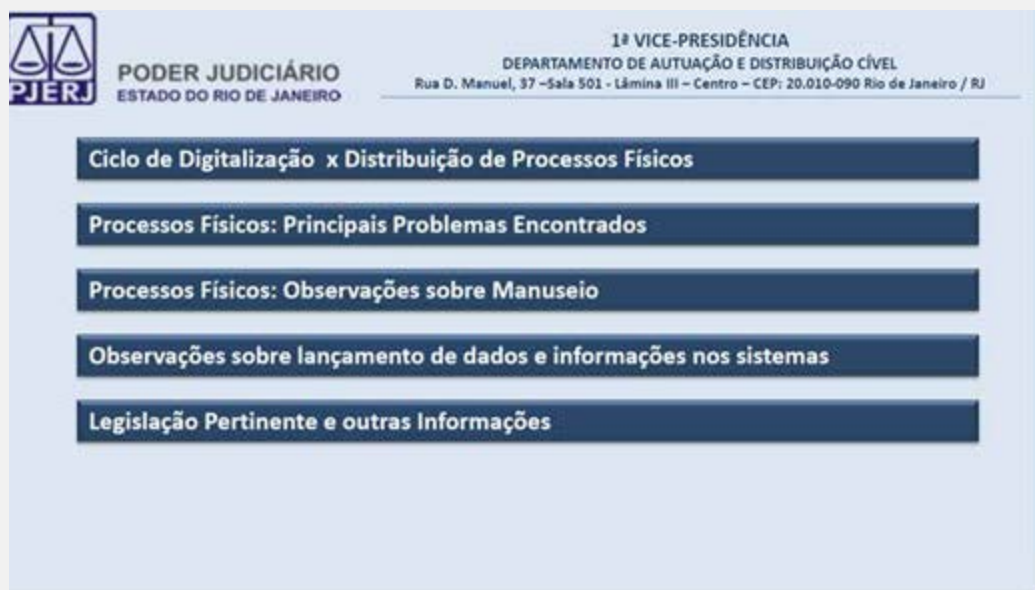 PJERJ
PODER JUDICIÁRIO
ESTADO DO RIO DE JANEIRO
1ª VICE-PRESIDÊNCIA
DEPARTAMENTO DE AUTUAÇÃO E DISTRIBUIÇÃO CÍVEL
Rua D. Manuel, 37 –Sala 501 - Lâmina III – Centro – CEP: 20.010-090 Rio de Janeiro / RJ
Ciclo de Digitalização x Distribuição de Processos Físicos
Processos Físicos: Principais Problemas Encontrados
Processos Físicos: Observações sobre Manuseio
Observações sobre lançamento de dados e informações nos sistemas
Legislação Pertinente e outras Informações